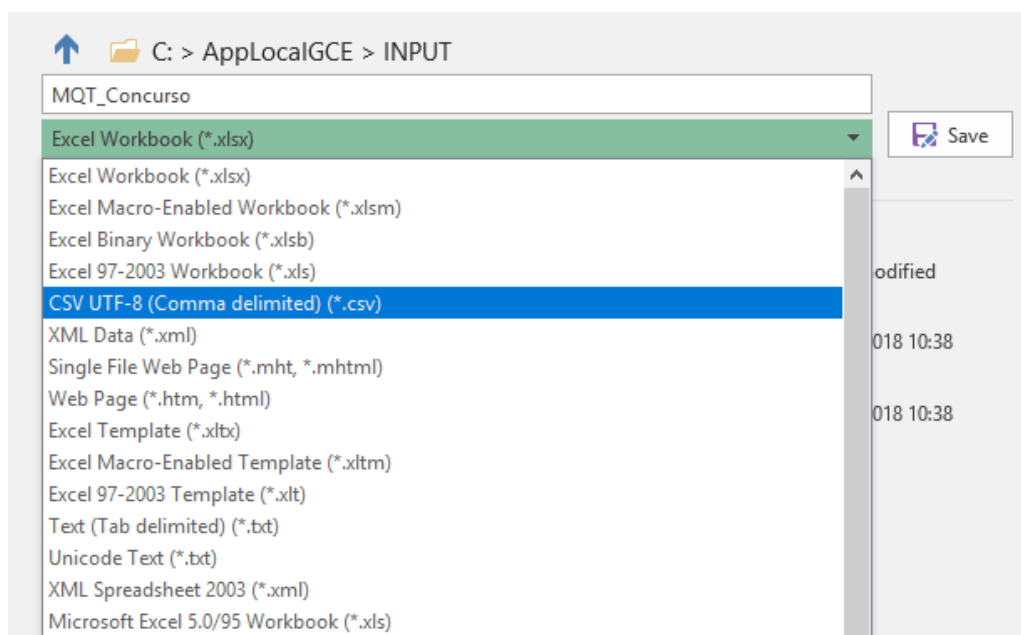 C: > AppLocalGCE > INPUT
MQT_Concurso
Excel Workbook (*.xlsx)
Save
Excel Workbook (*.xlsx)
Excel Macro-Enabled Workbook (*.xlsm)
Excel Binary Workbook (*.xlsb)
Excel 97-2003 Workbook (*.xls)
odified
CSV UTF-8 (Comma delimited) (*.csv)
XML Data (*.xml)
018 10:38
Single File Web Page (*.mht, *.mhtml)
Web Page (*.htm, *.html)
018 10:38
Excel Template (*.xltx)
Excel Macro-Enabled Template (*.xltm)
Excel 97-2003 Template (*.xlt)
Text (Tab delimited) (*.txt)
Unicode Text (*.txt)
XML Spreadsheet 2003 (*.xml)
Microsoft Excel 5.0/95 Workbook (*.xls)